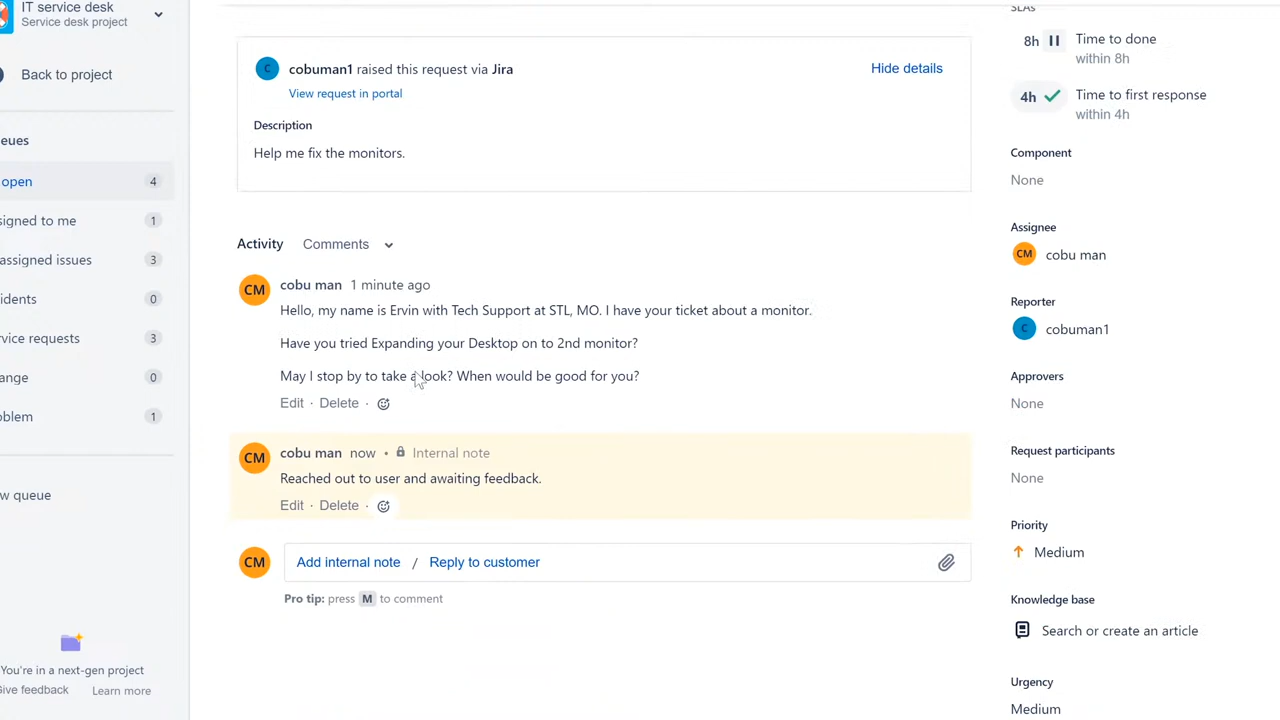 IT service desk
Service desk project
Back to project
eues
open 4
signed to me 1
assigned issues 3
idents 0
rvice requests 3
ange 0
oblem 1
w queue
You're in a next-gen project
Give feedback Learn more
C cobuman1 raised this request via Jira
Hide details
View request in portal
Description
Help me fix the monitors.
Activity Comments
CM cobu man 1 minute ago
Hello, my name is Ervin with Tech Support at STL, MO. I have your ticket about a monitor.
Have you tried Expanding your Desktop on to 2nd monitor?
May I stop by to take a look? When would be good for you?
Edit · Delete ·
CM cobu man now • Internal note
Reached out to user and awaiting feedback.
Edit · Delete ·
CM Add internal note / Reply to customer
Pro tip: press M to comment
SLAs
8h Time to done
within 8h
4h Time to first response
within 4h
Component
None
Assignee
CM cobu man
Reporter
C cobuman1
Approvers
None
Request participants
None
Priority
Medium
Knowledge base
Search or create an article
Urgency
Medium